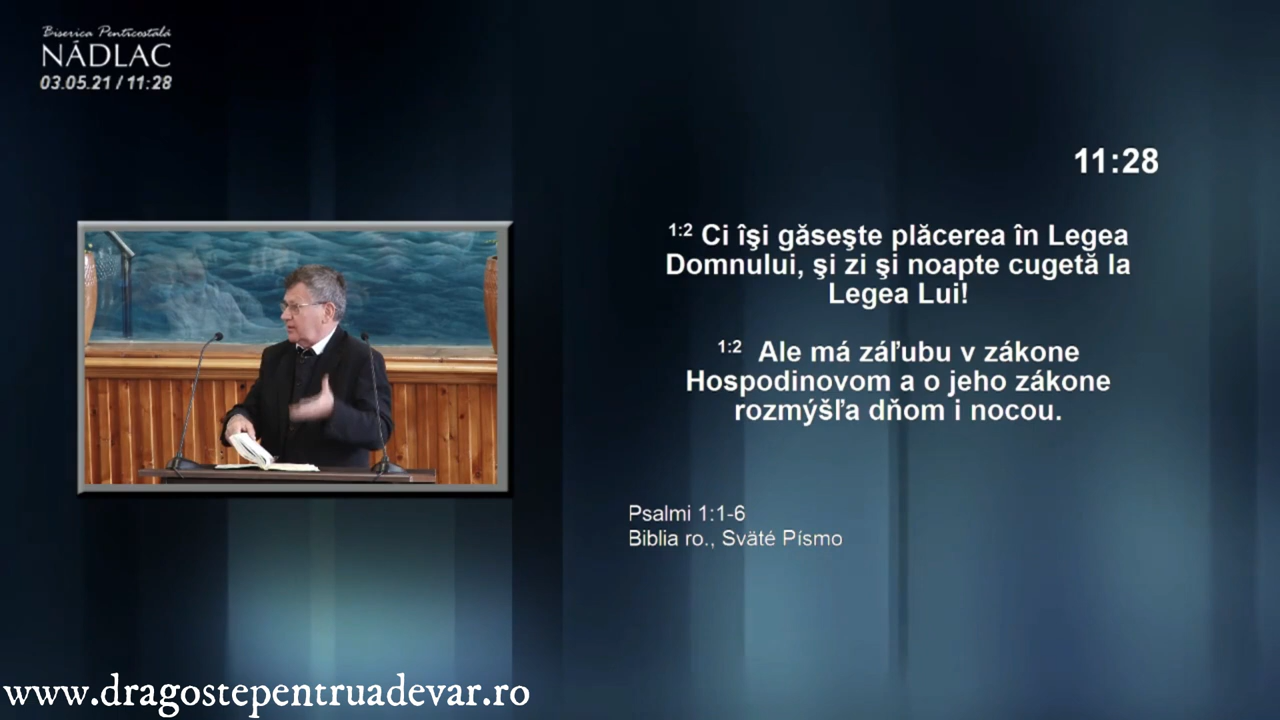 Biserica Penticostală
NĂDLAC
03.05.21 / 11:28
11:28
1:2 Ci îşi găseşte plăcerea în Legea
Domnului, şi zi şi noapte cugetă la
Legea Lui!
1:2 Ale má záľubu v zákone
Hospodinovom a o jeho zákone
rozmýšľa dňom i nocou.
Psalmi 1:1-6
Biblia ro., Sväté Písmo
www.dragostepentruadevar.ro